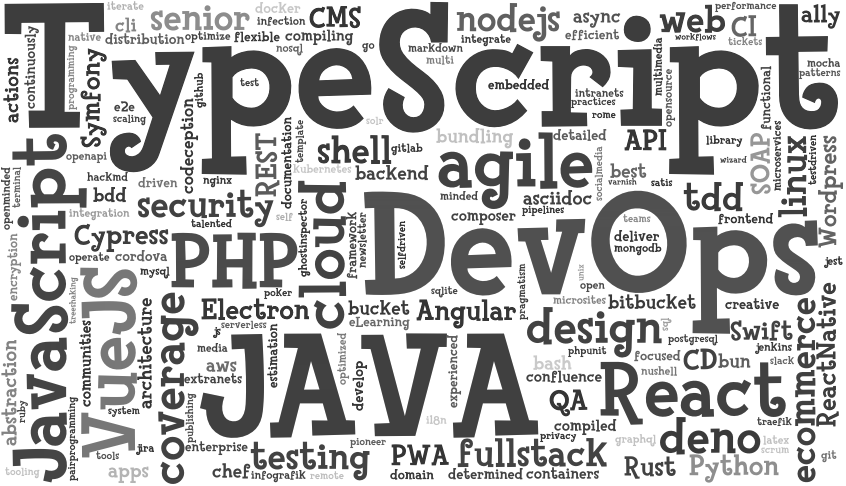 iterate
cli
senior
docker
infection
CMS
nodejs
async
web
performance
CI
ally
distribution
optimize
flexible
compiling
nosql
go
markdown
multi
integrate
efficient
workflows
tickets
actions
continuously
programming
native
TypeScript
github
test
embedded
intranets
practices
rome
multimedia
opensource
functional
mocha
patterns
Symfony
e2e
scaling
codeception
solr
openapi
REST
documentation
template
shell
gitlab
kubernetes
backend
bundling
agile
detailed
API
library
wizard
SOAP
microservices
linux
testdriven
Wordpress
hackmd
bdd
driven
nginx
openminded
terminal
JavaScript
integration
security
talented
self
cloud
ghostinspector
framework
newsletter
minded
asciidoc
pipelines
composer
socialmedia
best
varnish
satis
tdd
frontend
Cypress
operate
cordova
mysql
PHP
poker
DevOps
selfdriven
teams
deliver
mongodb
jest
encryption
treeshaking
VueJS
communities
architecture
coverage
Electron
serverless
js
media
bucket
eLearning
sqlite
Angular
pragmatism
unix
open
microsites
bitbucket
creative
design
sql
phpunit
postgresql
Swift
jenkins
slack
ReactNative
ecommerce
abstraction
ruby
aws
extranets
publishing
estimation
optimized
develop
JAVA
experienced
i18n
bash
confluence
focused
nushell
CD
bun
React
traefik
QA
compiled
privacy
graphql
deno
latex
scrum
git
tooling
pairprogramming
system
tools
apps
jira
enterprise
chef
testing
infografik
pioneer
remote
PWA
domain
fullstack
determined
containers
Rust
Python